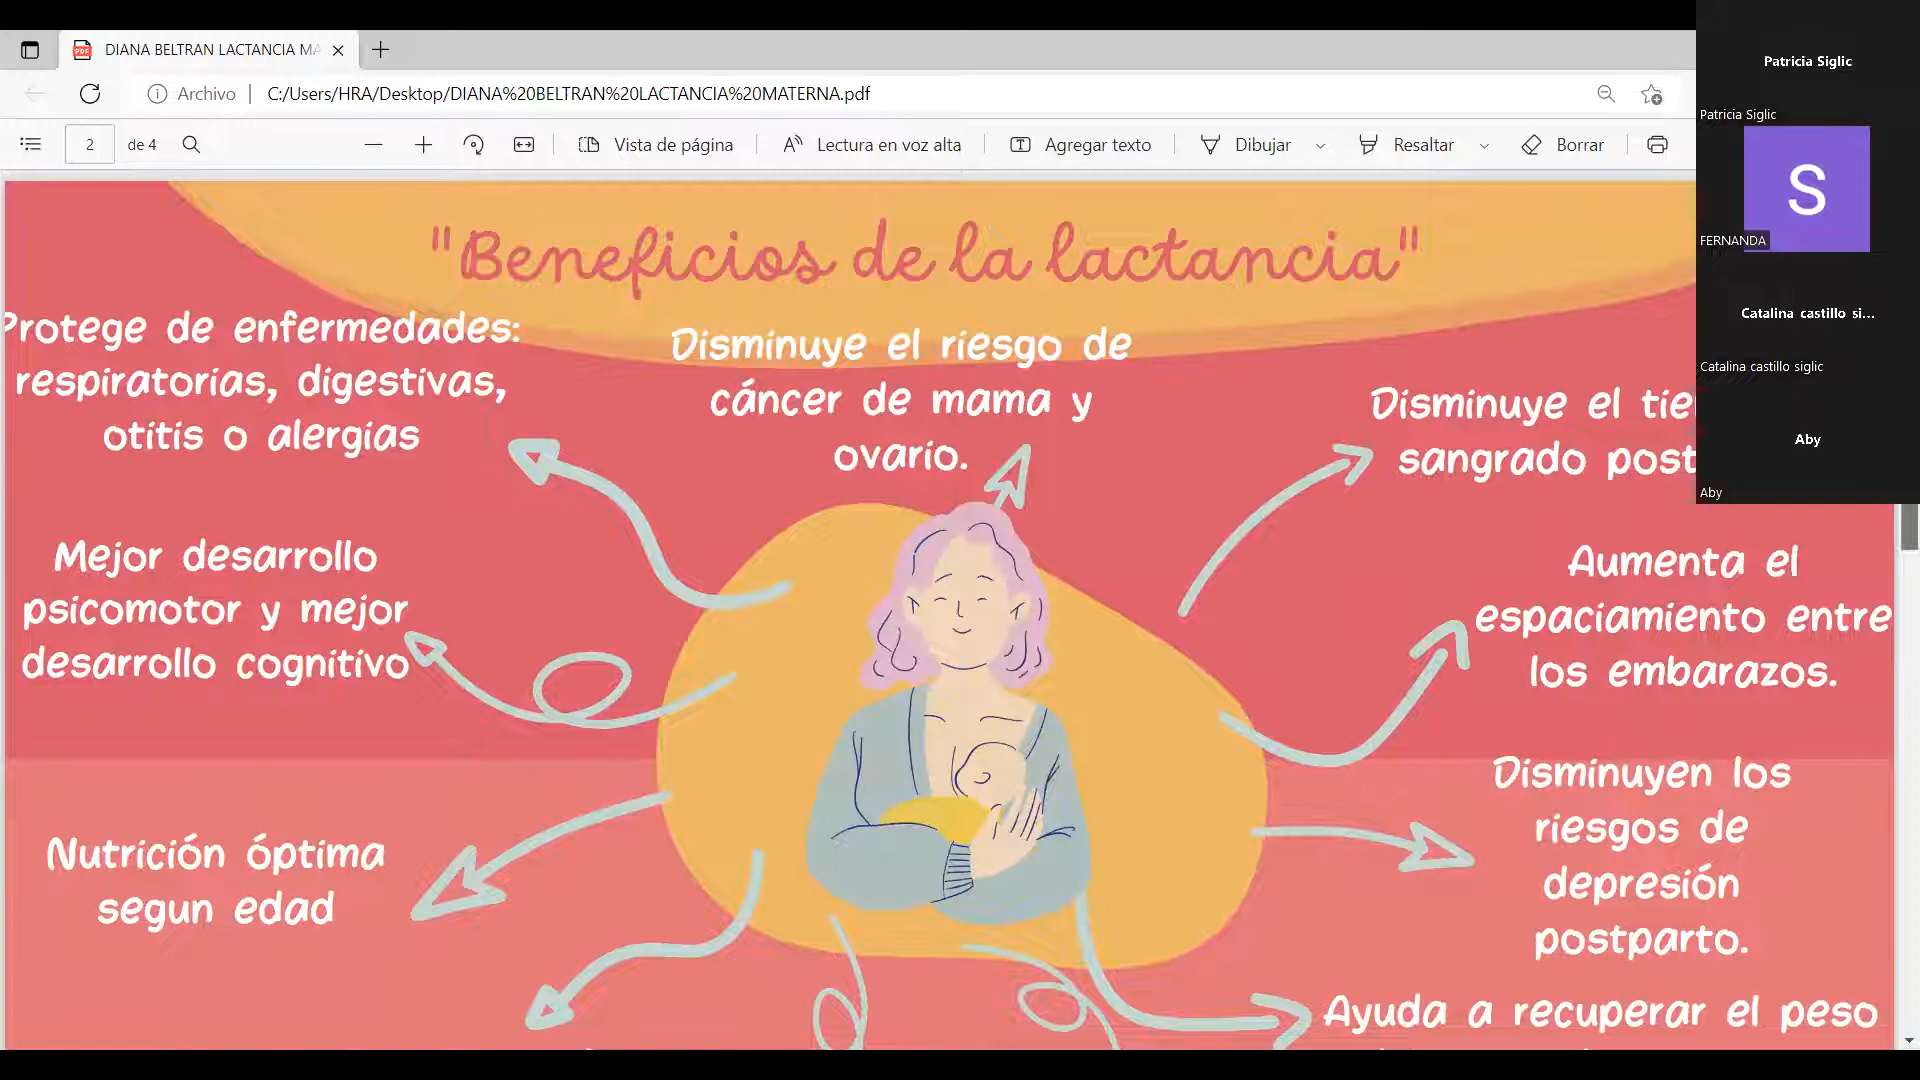 DIANA BELTRAN LACTANCIA MA
Archivo
C:/Users/HRA/Desktop/DIANA%20BELTRAN%20LACTANCIA%20MATERNA.pdf
2 de 4
Vista de página
Lectura en voz alta
Agregar texto
Dibujar
Resaltar
Borrar
Patricia Siglic
Patricia Siglic
S
FERNANDA
Catalina castillo si...
Catalina castillo siglic
Aby
Aby
"Beneficios de la lactancia"
Protege de enfermedades:
respiratorias, digestivas,
otitis o alergias
Disminuye el riesgo de
cáncer de mama y
ovario.
Disminuye el tie
sangrado post
Mejor desarrollo
psicomotor y mejor
desarrollo cognitivo
Aumenta el
espaciamiento entre
los embarazos.
Nutrición óptima
segun edad
Disminuyen los
riesgos de
depresión
postparto.
Ayuda a recuperar el peso